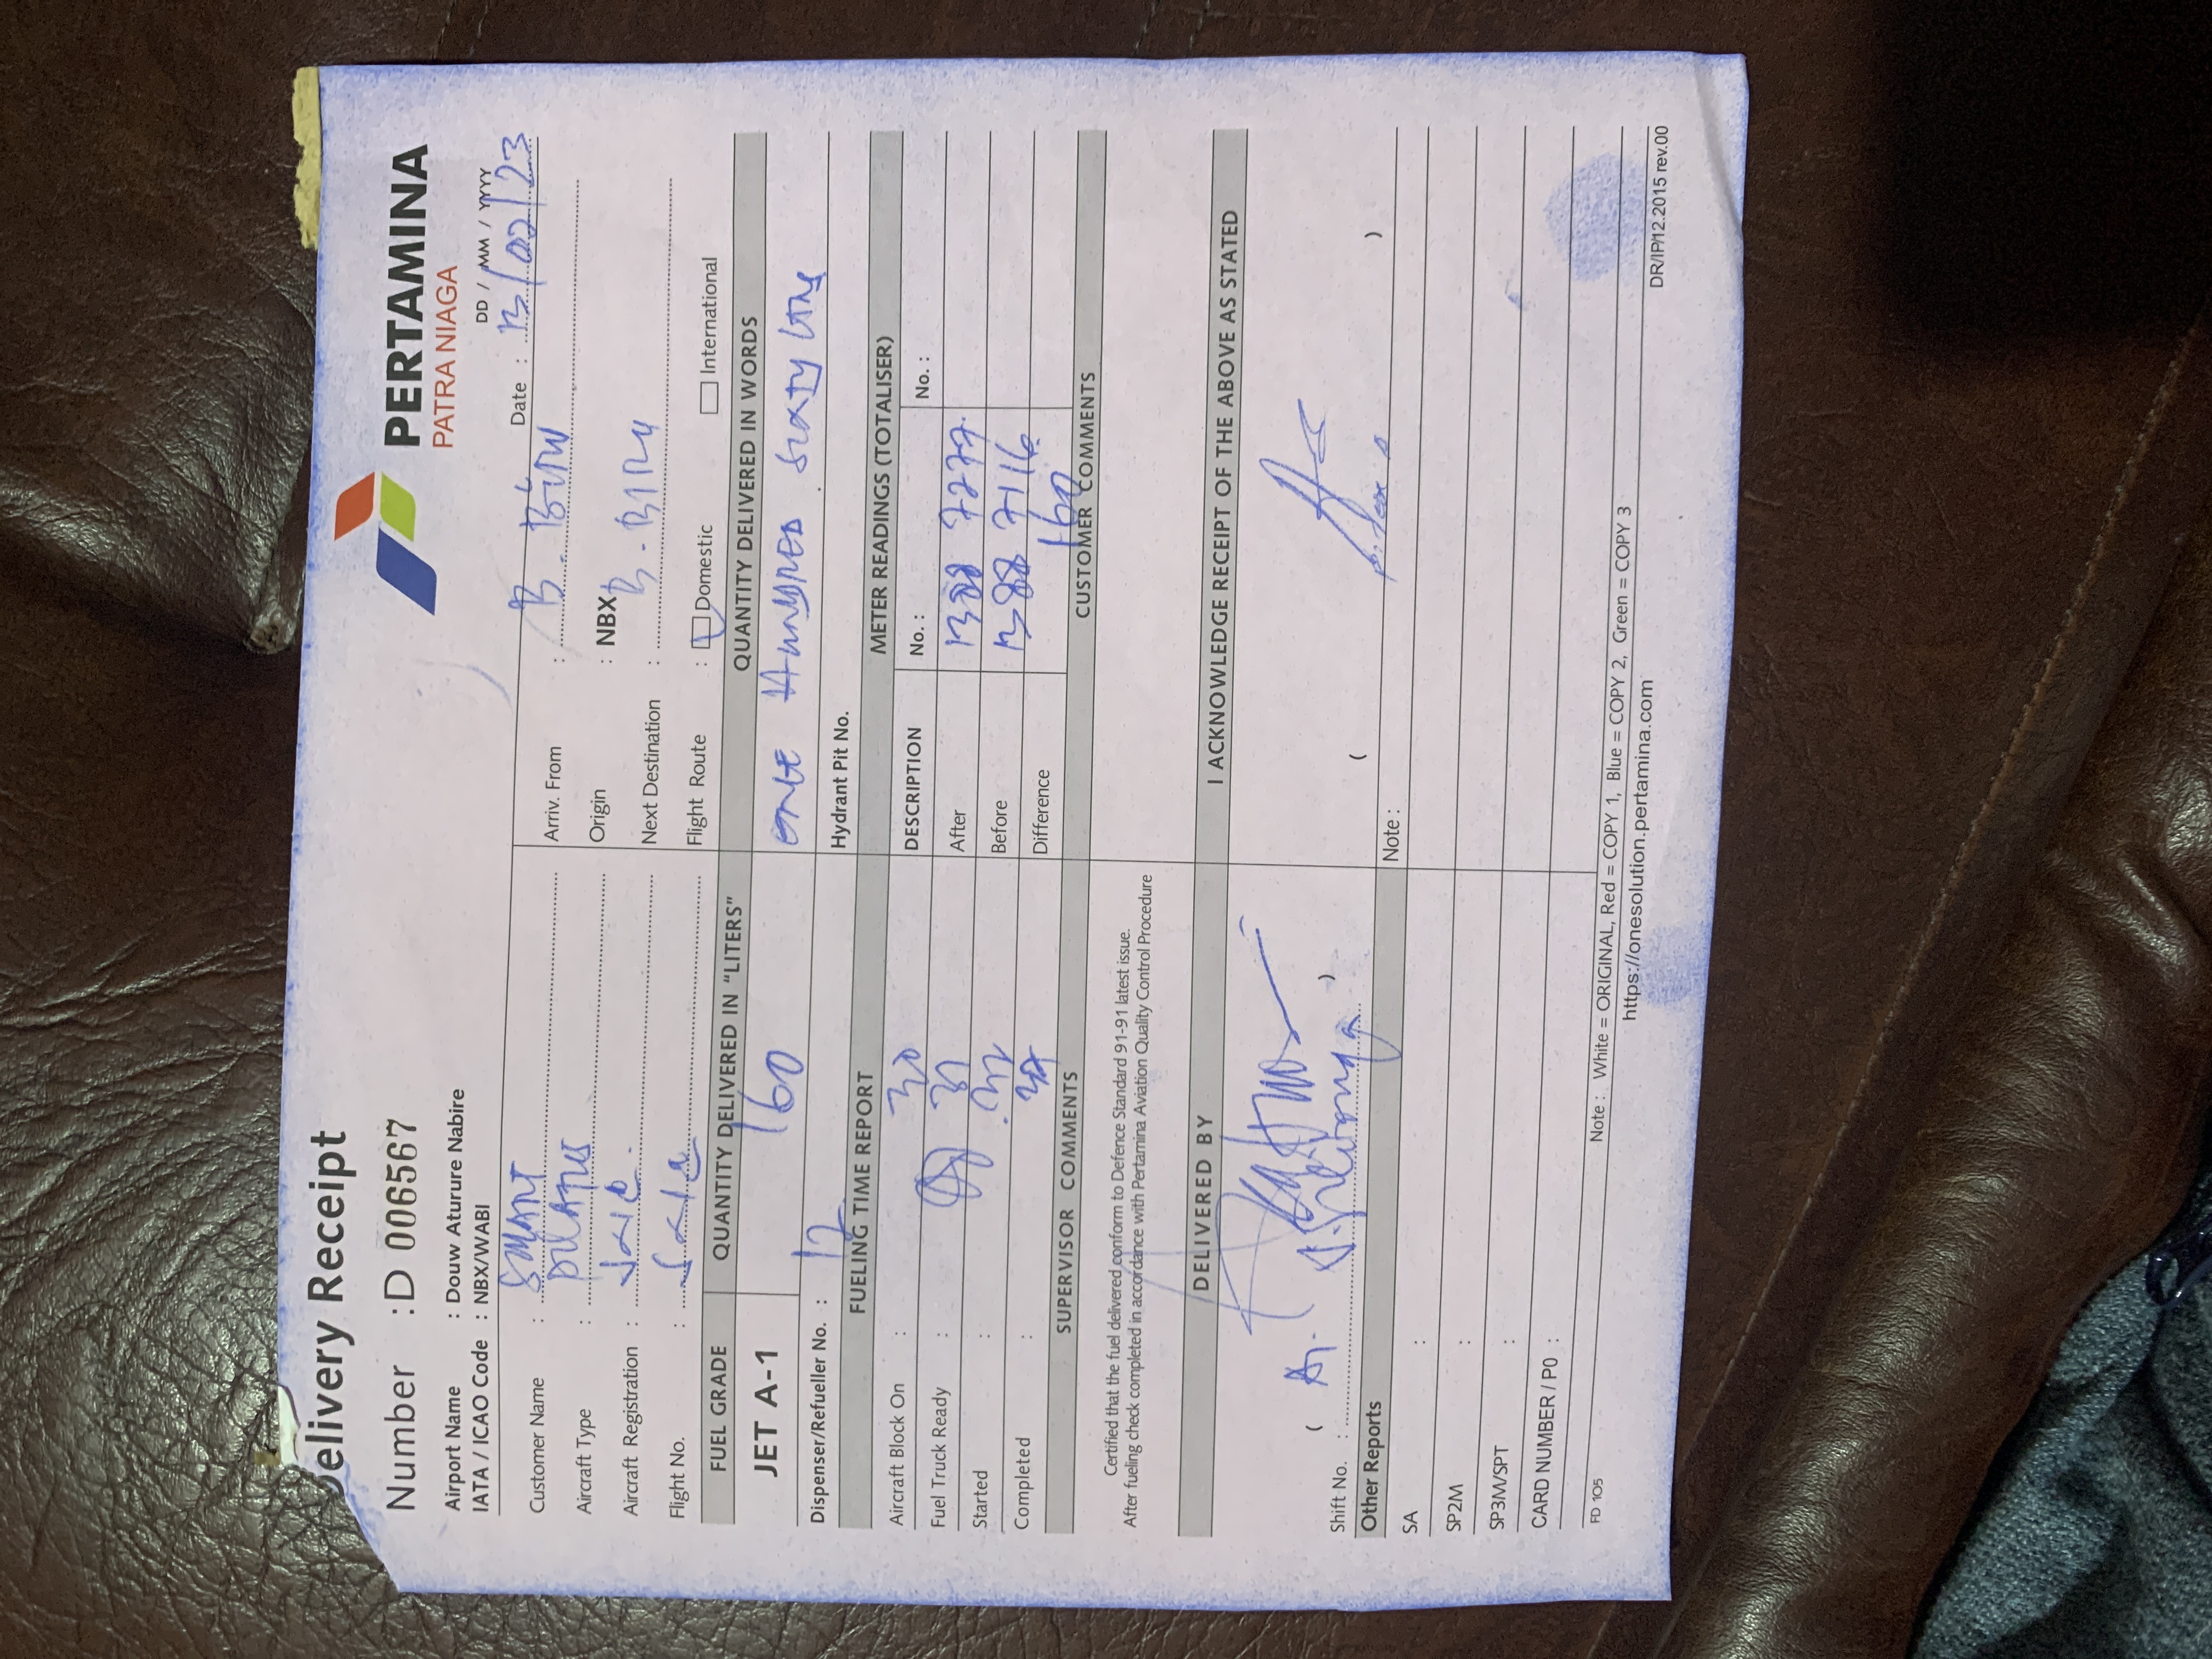 Delivery Receipt
PERTAMINA
PATRA NIAGA
Number : D 006567
Airport Name : Douw Aturure Nabire
IATA / ICAO Code : NBX/WABI
DD / MM / YYYY
Date : 13/02/23
Customer Name : SMART
Aircraft Type : PILATUS
Aircraft Registration :
Flight No. :
Arriv. From :
Origin : NBX
Next Destination :
Flight Route : Domestic International
FUEL GRADE
QUANTITY DELIVERED IN "LITERS"
QUANTITY DELIVERED IN WORDS
JET A-1
160
ONE HUNDRED SIXTY
Dispenser/Refueller No. : 12
Hydrant Pit No.
FUELING TIME REPORT
METER READINGS (TOTALISER)
DESCRIPTION No. : No. :
Aircraft Block On : 30
Fuel Truck Ready : 31
Started :
Completed :
After
Before
Difference 160
SUPERVISOR COMMENTS
CUSTOMER COMMENTS
Certified that the fuel delivered conform to Defence Standard 91-91 latest issue.
After fueling check completed in accordance with Pertamina Aviation Quality Control Procedure
DELIVERED BY
I ACKNOWLEDGE RECEIPT OF THE ABOVE AS STATED
( )
( )
Shift No. :
Other Reports
Note :
SA :
SP2M :
SP3M/SPT :
CARD NUMBER / P0 :
FD 105
Note : White = ORIGINAL, Red = COPY 1, Blue = COPY 2, Green = COPY 3
https://onesolution.pertamina.com
DR/IP/12.2015 rev.00